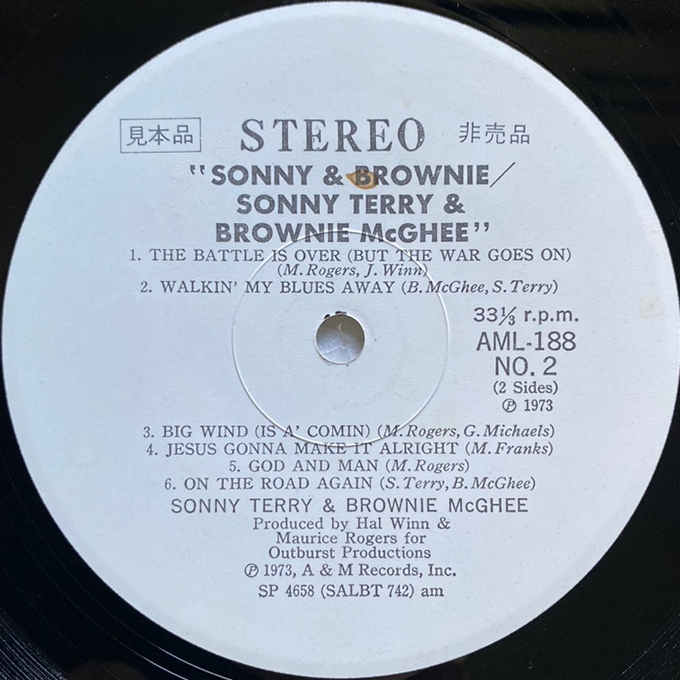 見本品 STEREO 非売品
"SONNY & BROWNIE/
SONNY TERRY &
BROWNIE McGHEE"
1. THE BATTLE IS OVER (BUT THE WAR GOES ON)
(M. Rogers, J. Winn)
2. WALKIN' MY BLUES AWAY (B. McGhee, S. Terry)
33⅓ r.p.m.
AML-188
NO. 2
(2 Sides)
Ⓟ 1973
3. BIG WIND (IS A' COMIN) (M. Rogers, G. Michaels)
4. JESUS GONNA MAKE IT ALRIGHT (M. Franks)
5. GOD AND MAN (M. Rogers)
6. ON THE ROAD AGAIN (S. Terry, B. McGhee)
SONNY TERRY & BROWNIE McGHEE
Produced by Hal Winn &
Maurice Rogers for
Outburst Productions
Ⓟ 1973, A & M Records, Inc.
SP 4658 (SALBT 742) am